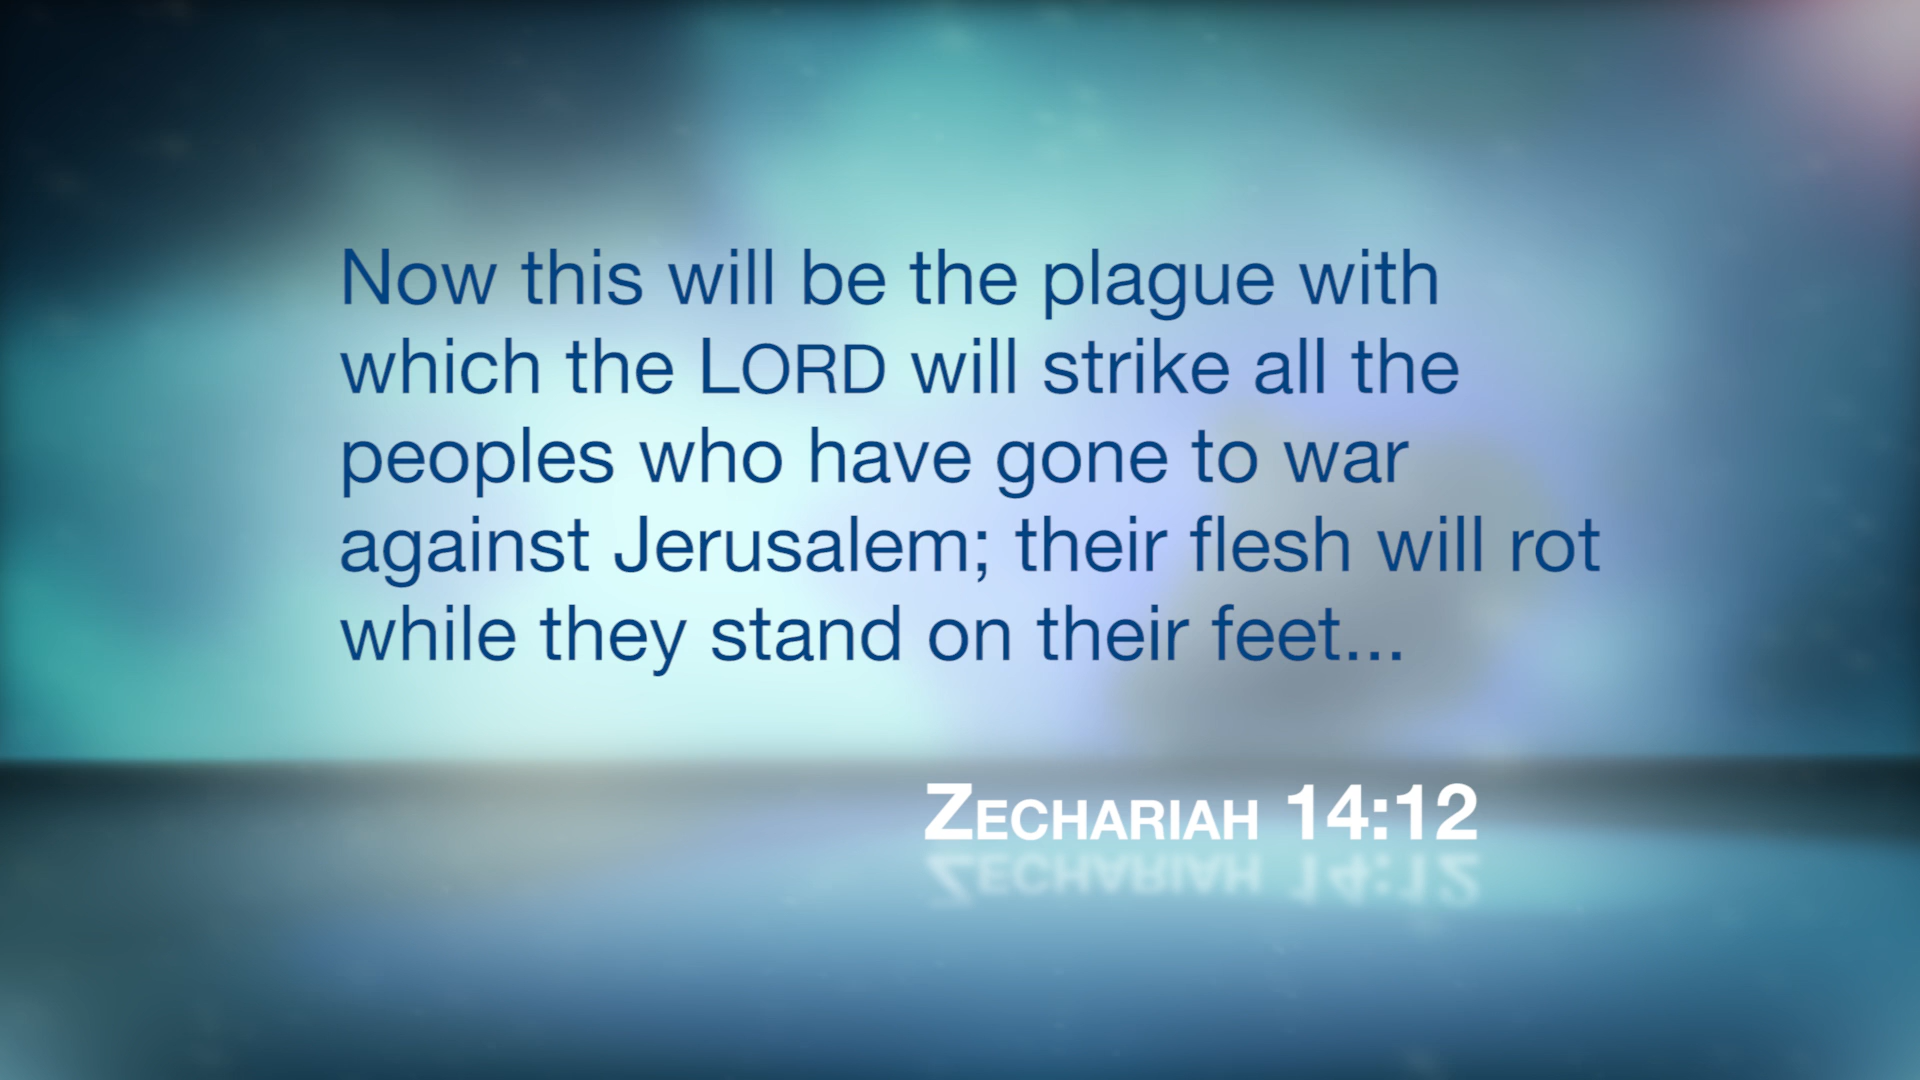 Now this will be the plague with
which the LORD will strike all the
peoples who have gone to war
against Jerusalem; their flesh will rot
while they stand on their feet...
ZECHARIAH 14:12